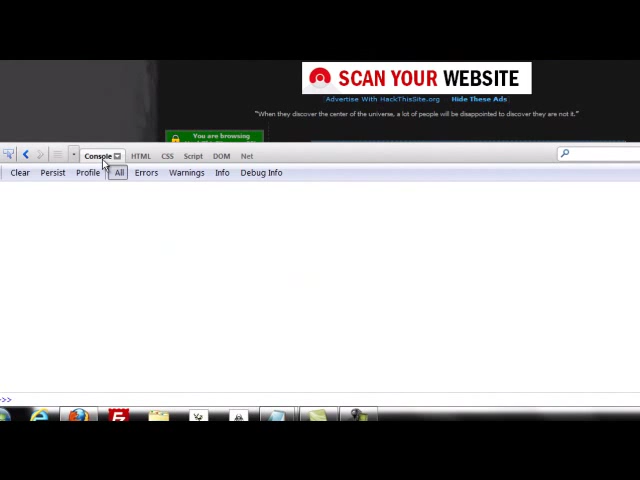 SCAN YOUR WEBSITE
Advertise With HackThisSite.org Hide These Ads
"When they discover the center of the universe, a lot of people will be disappointed to discover they are not it."
You are browsing
Console HTML CSS Script DOM Net
Clear Persist Profile All Errors Warnings Info Debug Info
>>>